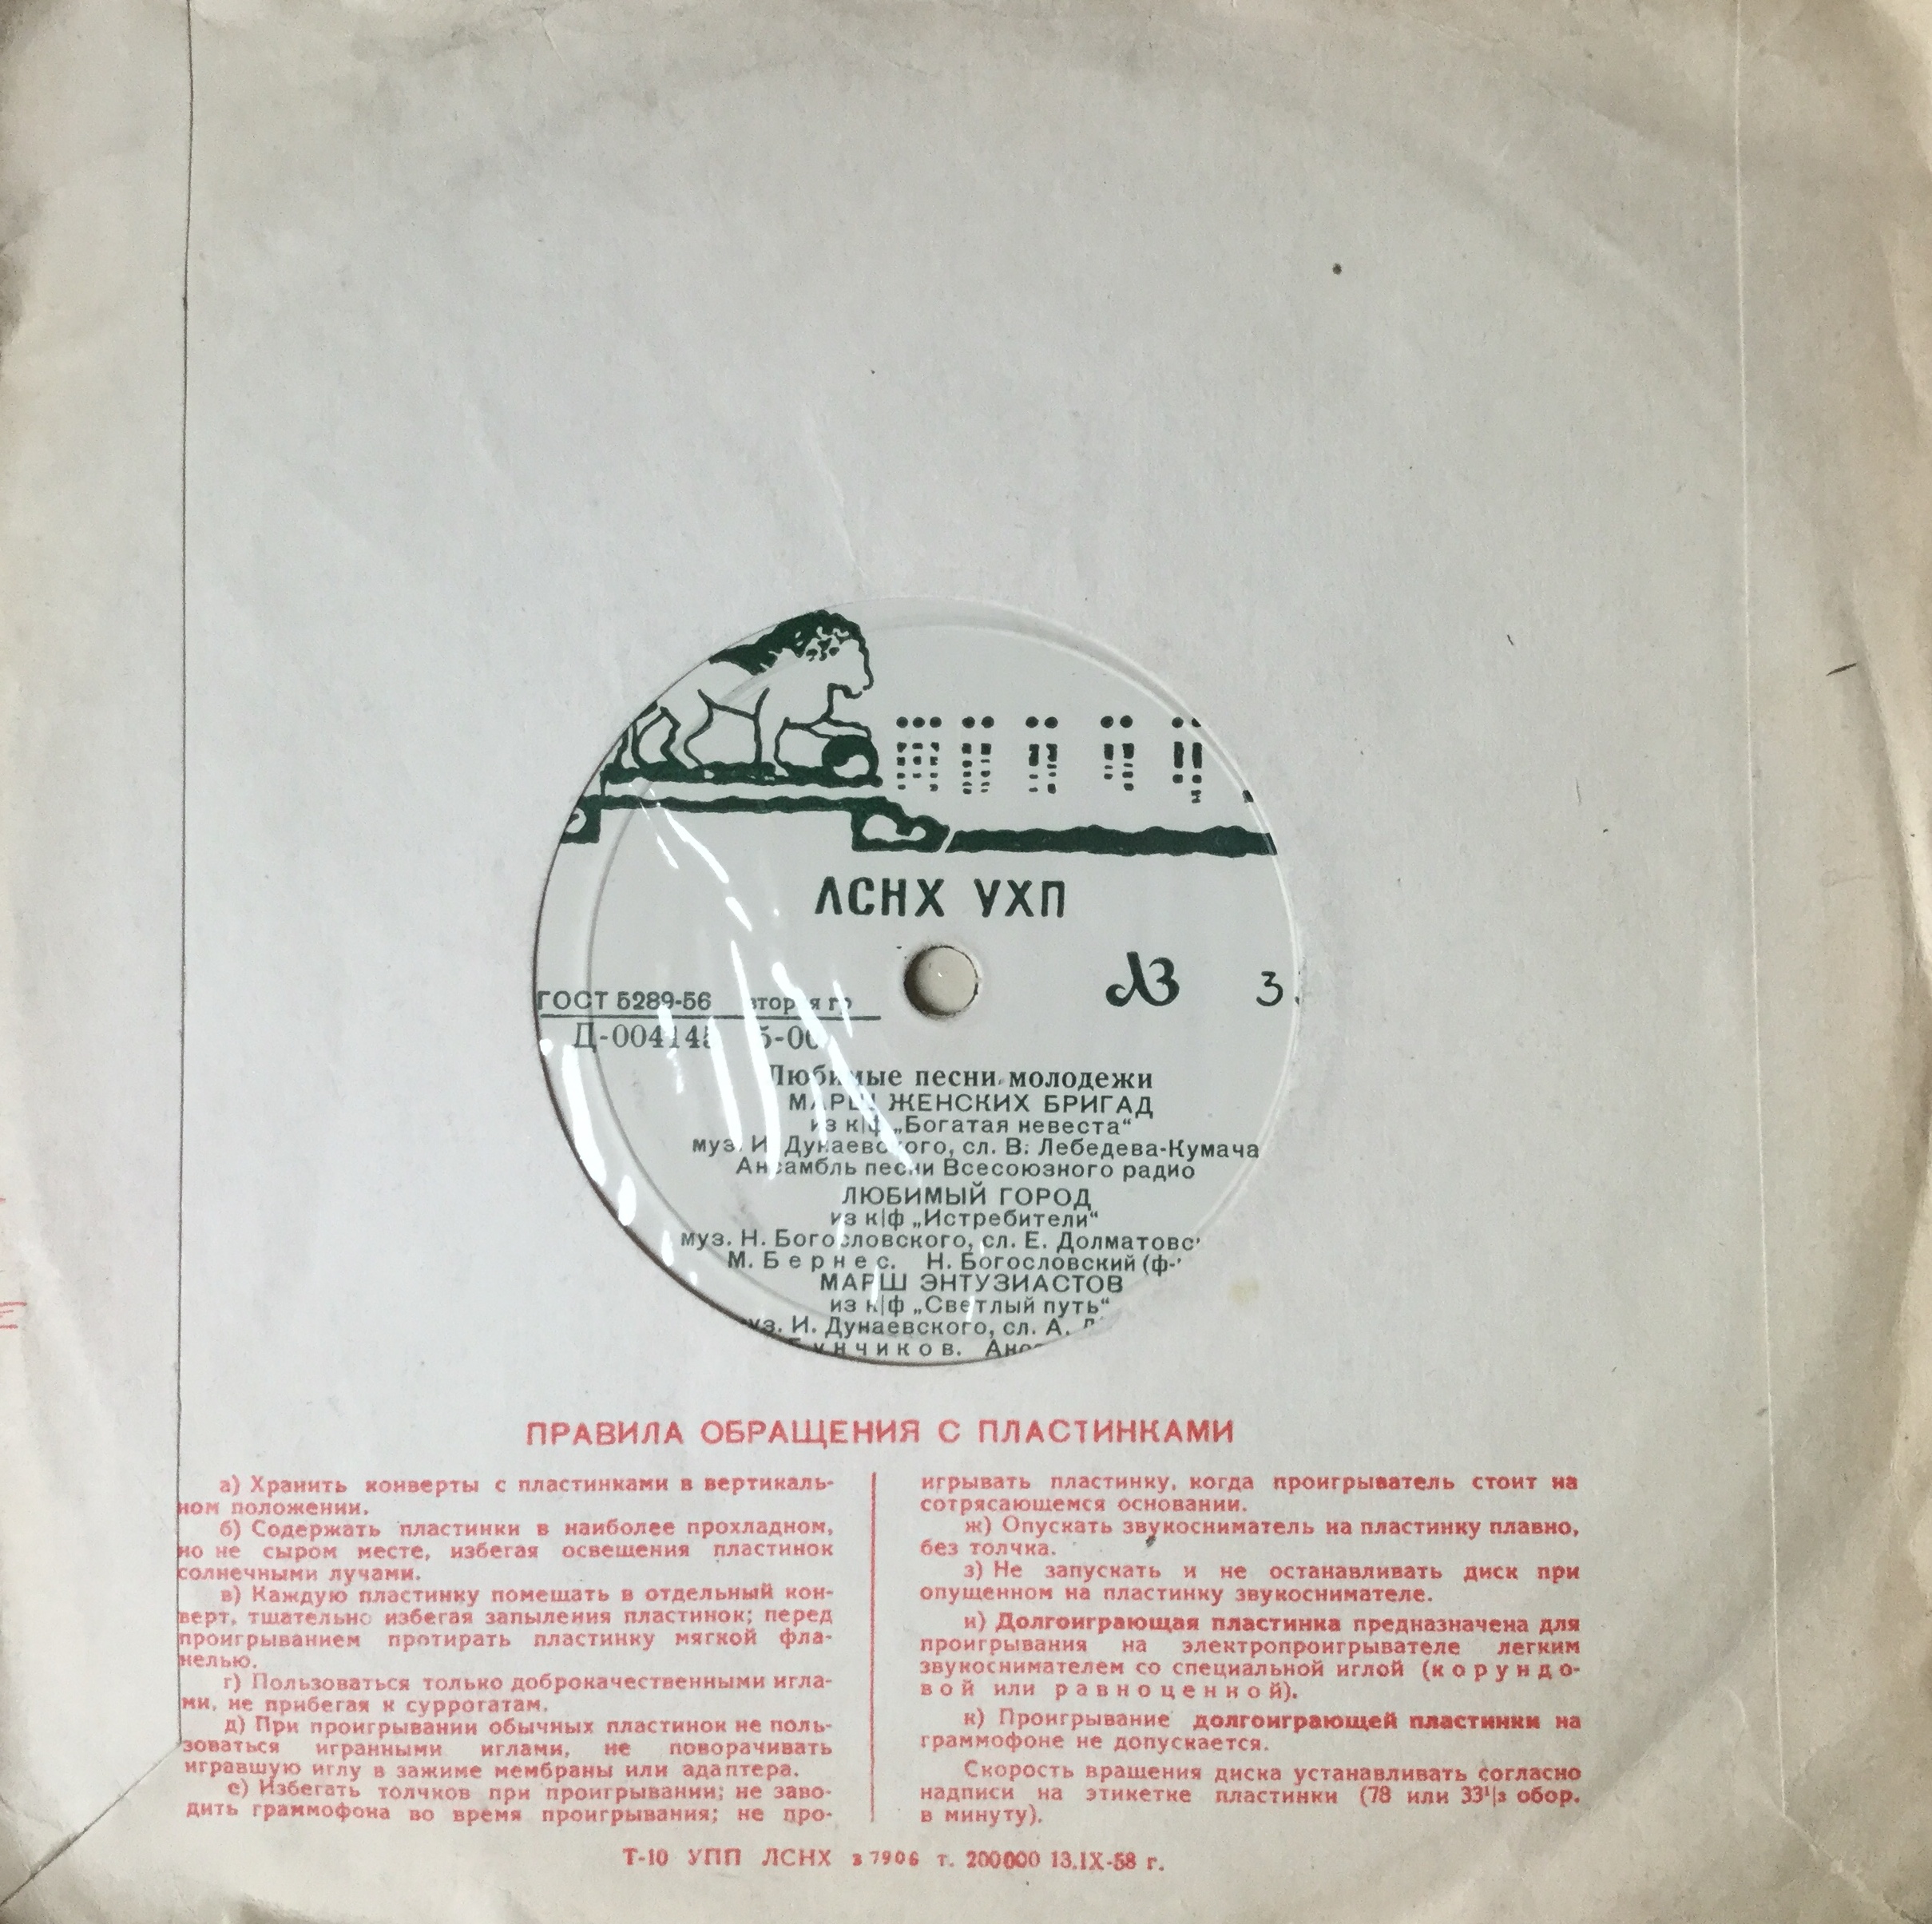 ЛСНХ УХП
ЛЗ 3.
ГОСТ 5289-56 вторая гр
Д-004145
Любимые песни молодежи
МАРШ ЖЕНСКИХ БРИГАД
из к|ф „Богатая невеста“
муз. И. Дунаевского, сл. В. Лебедева-Кумача
Ансамбль песни Всесоюзного радио
ЛЮБИМЫЙ ГОРОД
из к|ф „Истребители“
муз. Н. Богословского, сл. Е. Долматовс
М. Бернес. Н. Богословский (ф-
МАРШ ЭНТУЗИАСТОВ
из к|ф „Светлый путь“
муз. И. Дунаевского, сл. А.
Бунчиков.
ПРАВИЛА ОБРАЩЕНИЯ С ПЛАСТИНКАМИ
а) Хранить конверты с пластинками в вертикаль-
ном положении.
б) Содержать пластинки в наиболее прохладном,
но не сыром месте, избегая освещения пластинок
солнечными лучами.
в) Каждую пластинку помещать в отдельный кон-
верт, тщательно избегая запыления пластинок; перед
проигрыванием протирать пластинку мягкой фла-
нелью.
г) Пользоваться только доброкачественными игла-
ми, не прибегая к суррогатам.
д) При проигрывании обычных пластинок не поль-
зоваться игранными иглами, не поворачивать
игравшую иглу в зажиме мембраны или адаптера.
е) Избегать толчков при проигрывании; не заво-
дить граммофона во время проигрывания; не про-
игрывать пластинку, когда проигрыватель стоит на
сотрясающемся основании.
ж) Опускать звукосниматель на пластинку плавно,
без толчка.
з) Не запускать и не останавливать диск при
опущенном на пластинку звукоснимателе.
и) Долгоиграющая пластинка предназначена для
проигрывания на электропроигрывателе легким
звукоснимателем со специальной иглой (корундо-
вой или равноценной).
к) Проигрывание долгоиграющей пластинки на
граммофоне не допускается.
Скорость вращения диска устанавливать согласно
надписи на этикетке пластинки (78 или 33¹|₃ обор.
в минуту).
Т-10 УПП ЛСНХ з 7906 т. 200000 13.IX-58 г.